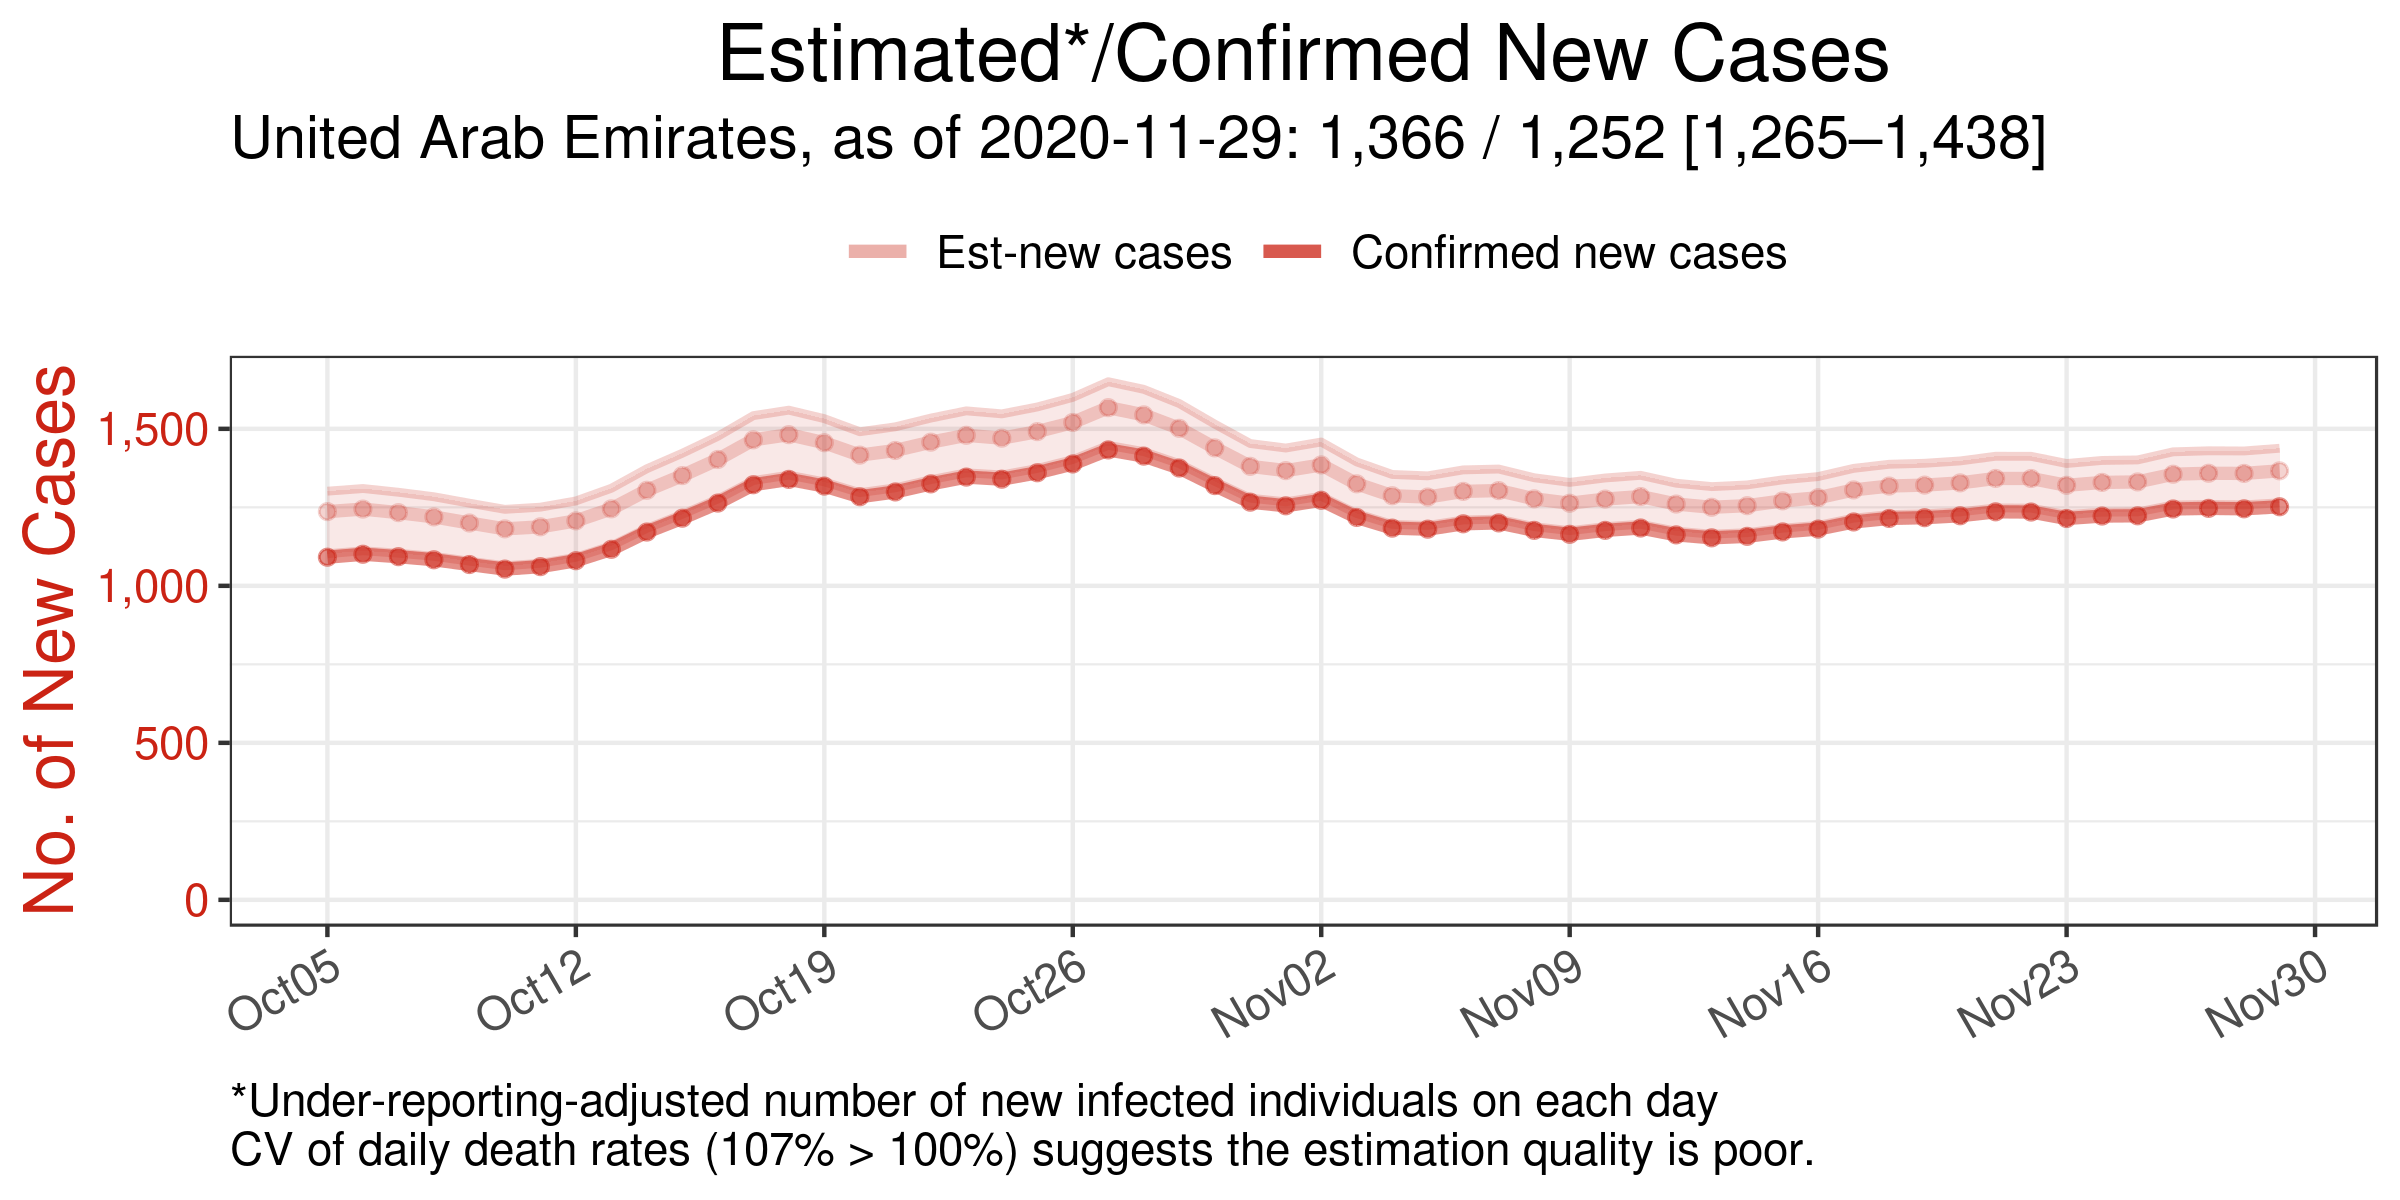 Estimated*/Confirmed New Cases
United Arab Emirates, as of 2020-11-29: 1,366 / 1,252 [1,265–1,438]
Est-new cases
Confirmed new cases
No. of New Cases
1,500
1,000
500
0
Oct05
Oct12
Oct19
Oct26
Nov02
Nov09
Nov16
Nov23
Nov30
*Under-reporting-adjusted number of new infected individuals on each day
CV of daily death rates (107% > 100%) suggests the estimation quality is poor.